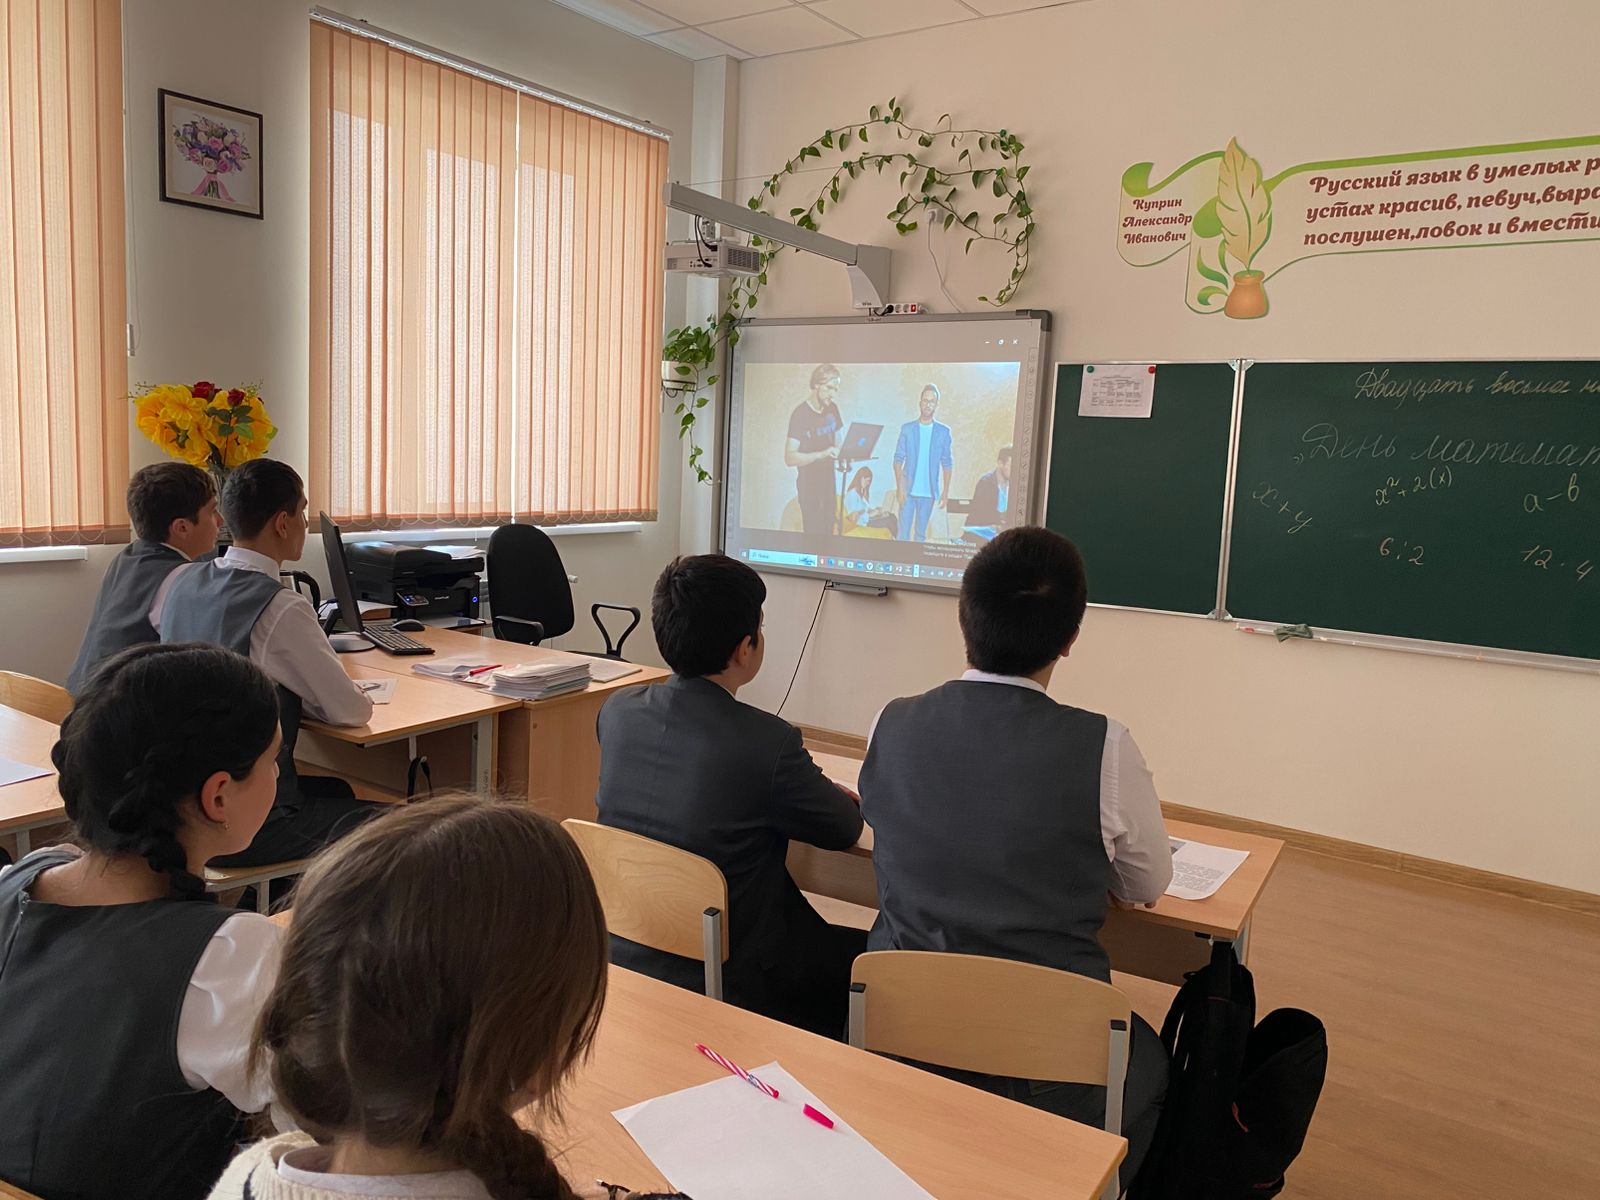 Куприн
Александр
Иванович
Русский язык в умелых р
устах красив, певуч,выра
послушен,ловок и вмести
Двадцать восьмое но
„День математ
x+y
x²+2(x)
a-b
6:2
12·4